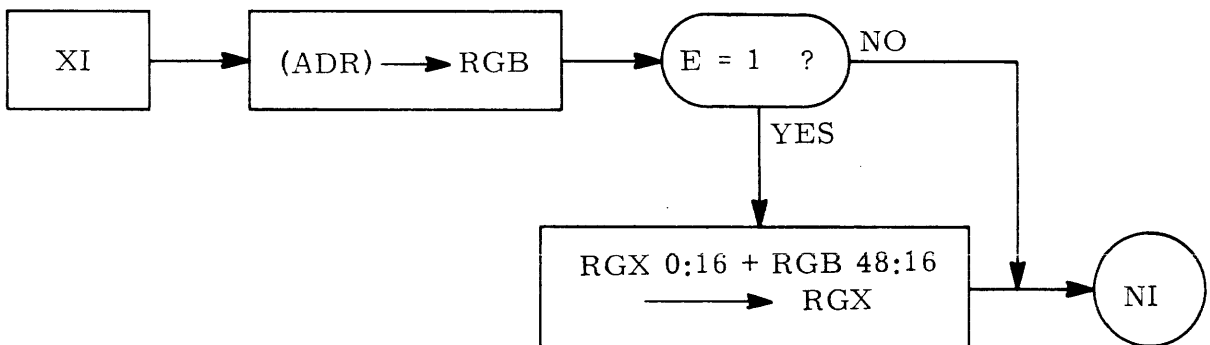 XI
(ADR) → RGB
E = 1 ?
NO
YES
RGX 0:16 + RGB 48:16
→ RGX
NI